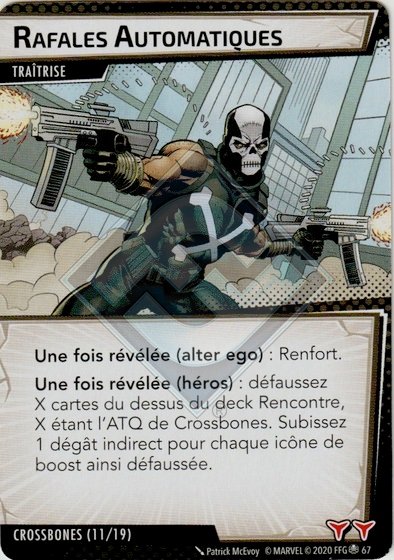 Rafales Automatiques
TRAÎTRISE
Une fois révélée (alter ego) : Renfort.
Une fois révélée (héros) : défaussez
X cartes du dessus du deck Rencontre,
X étant l'ATQ de Crossbones. Subissez
1 dégât indirect pour chaque icône de
boost ainsi défaussée.
CROSSBONES (11/19)
Patrick McEvoy © MARVEL © 2020 FFG 67